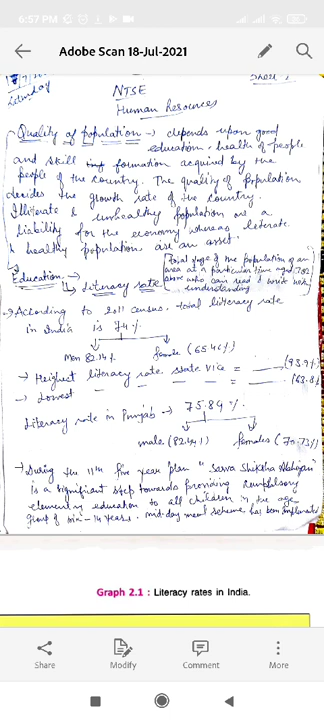 6:57 PM
Adobe Scan 18-Jul-2021
Saturday
Sheet 1
NTSE
Human Resources
Quality of population → depends upon good
education, health of people
and skill formation acquired by the
people of the country. The quality of population
decides the growth rate of the country.
Illiterate & unhealthy population are a
liability for the economy whereas literate
& healthy population are an asset.
Education →
→ Literacy rate
Total %age of the population of an
area at a particular time aged 7
above who can read & write with
understanding
→ According to 2011 census, total literacy rate
in India is 74%.
Men 82.14%
female (65.46%)
→ Heighest literacy rate state vice = (93.9%)
→ Lowest = (63.8
Literacy rate in Punjab → 75.84%.
male (82.44%)
females (70.73%)
→ During the 11th five year plan "Sarva Shiksha Abhiyan"
is a significant step towards providing
elementary education to all children in the age
group of six-14 years. mid-day meal scheme has been
Graph 2.1 : Literacy rates in India.
Share
Modify
Comment
More